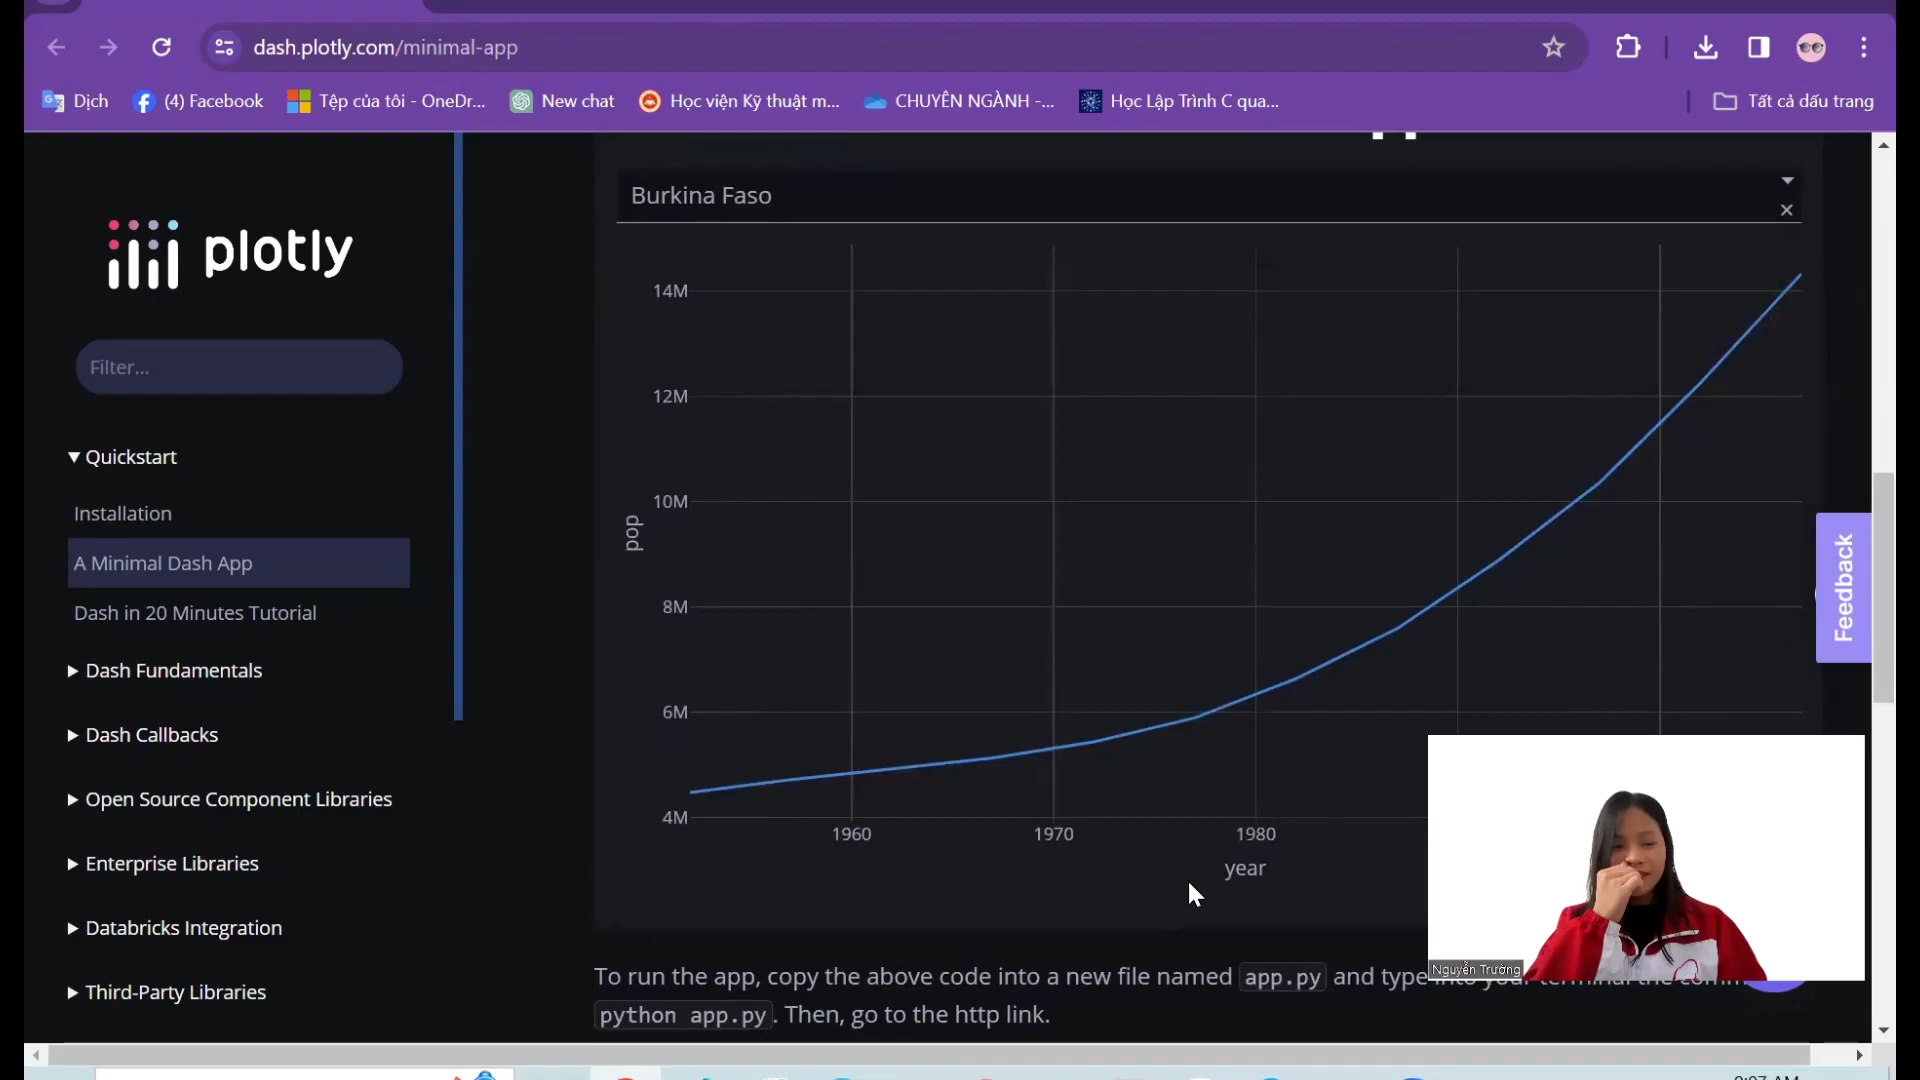 dash.plotly.com/minimal-app
Dịch
(4) Facebook
Tệp của tôi - OneDr...
New chat
Học viện Kỹ thuật m...
CHUYÊN NGÀNH -...
Học Lập Trình C qua...
Tất cả dấu trang
plotly
Filter...
Quickstart
Installation
A Minimal Dash App
Dash in 20 Minutes Tutorial
Dash Fundamentals
Dash Callbacks
Open Source Component Libraries
Enterprise Libraries
Databricks Integration
Third-Party Libraries
Burkina Faso
14M
12M
10M
8M
6M
4M
pop
1960
1970
1980
year
Feedback
Nguyễn Trường
To run the app, copy the above code into a new file named app.py and type into your terminal the
python app.py. Then, go to the http link.